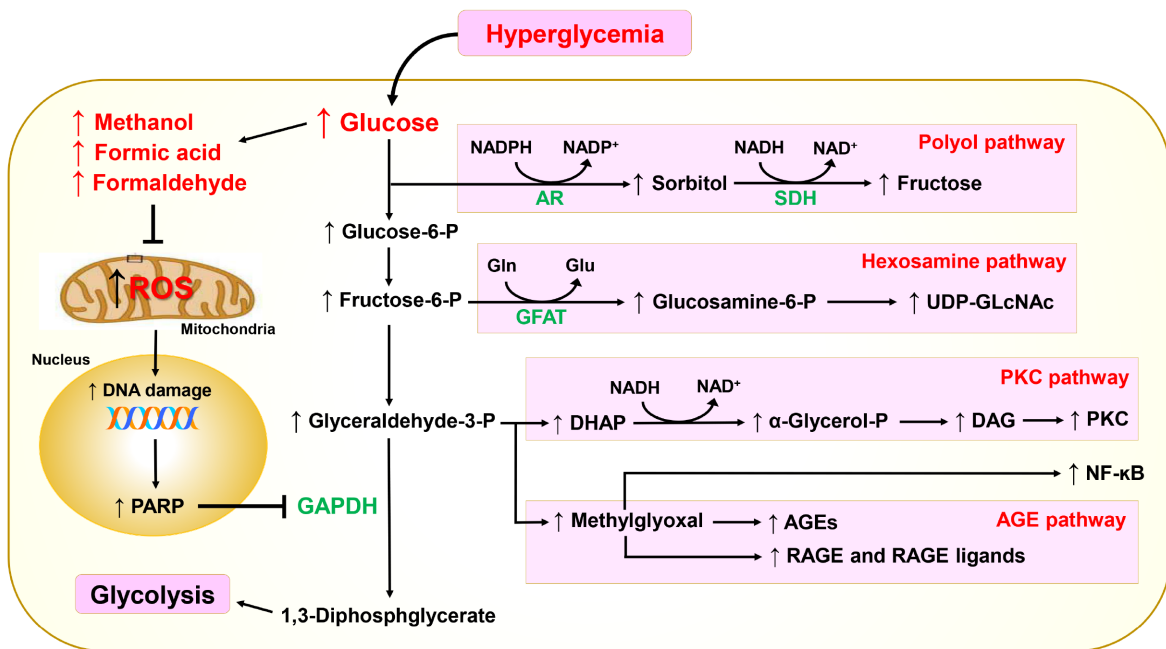 Hyperglycemia
↑ Glucose
↑ Methanol
↑ Formic acid
↑ Formaldehyde
Polyol pathway
NADPH
NADP⁺
NADH
NAD⁺
↑ Sorbitol
↑ Fructose
AR
SDH
↑ Glucose-6-P
Hexosamine pathway
Gln
Glu
↑ Fructose-6-P
↑ Glucosamine-6-P
↑ UDP-GLcNAc
GFAT
↑ ROS
Mitochondria
Nucleus
↑ DNA damage
PKC pathway
NADH
NAD⁺
↑ Glyceraldehyde-3-P
↑ DHAP
↑ α-Glycerol-P
↑ DAG
↑ PKC
↑ NF-κB
↑ PARP
GAPDH
AGE pathway
↑ Methylglyoxal
↑ AGEs
↑ RAGE and RAGE ligands
Glycolysis
1,3-Diphosphglycerate